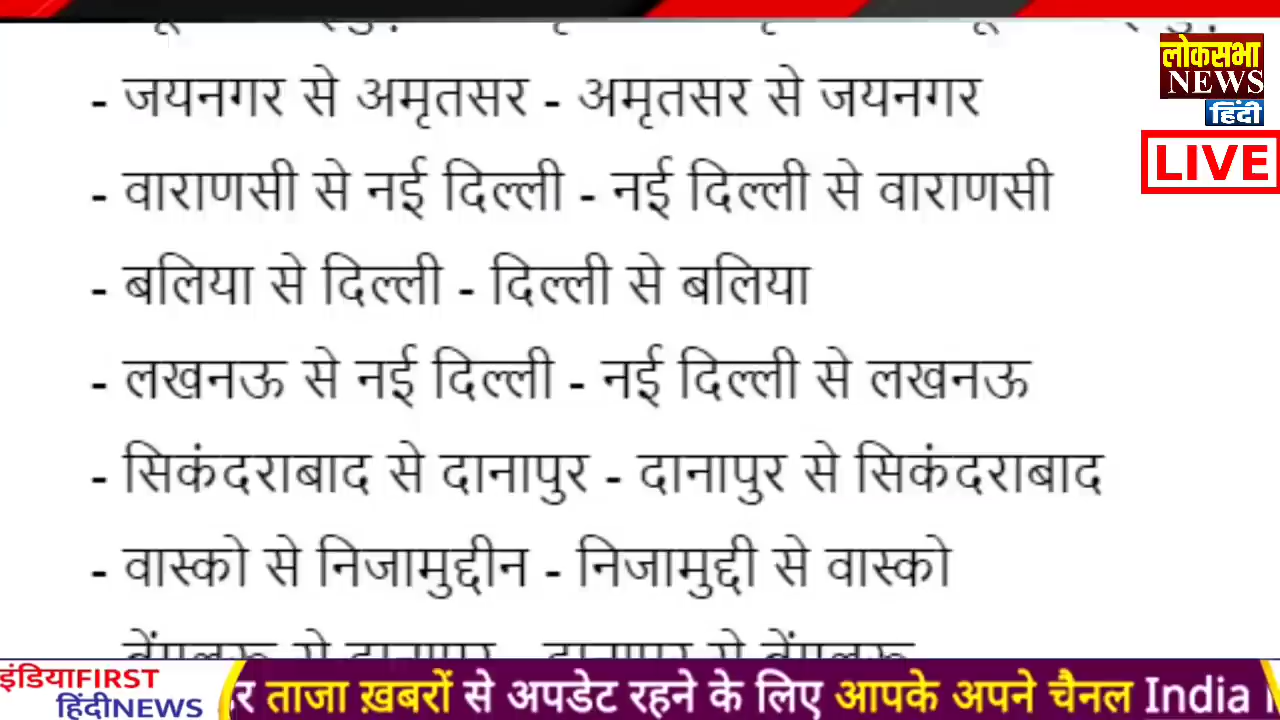 - जयनगर से अमृतसर - अमृतसर से जयनगर
- वाराणसी से नई दिल्ली - नई दिल्ली से वाराणसी
- बलिया से दिल्ली - दिल्ली से बलिया
- लखनऊ से नई दिल्ली - नई दिल्ली से लखनऊ
- सिकंदराबाद से दानापुर - दानापुर से सिकंदराबाद
- वास्को से निजामुद्दीन - निजामुद्दी से वास्को
लोकसभा
NEWS
हिंदी
LIVE
इंडियाFIRST
हिंदीNEWS
ताजा ख़बरों से अपडेट रहने के लिए आपके अपने चैनल India